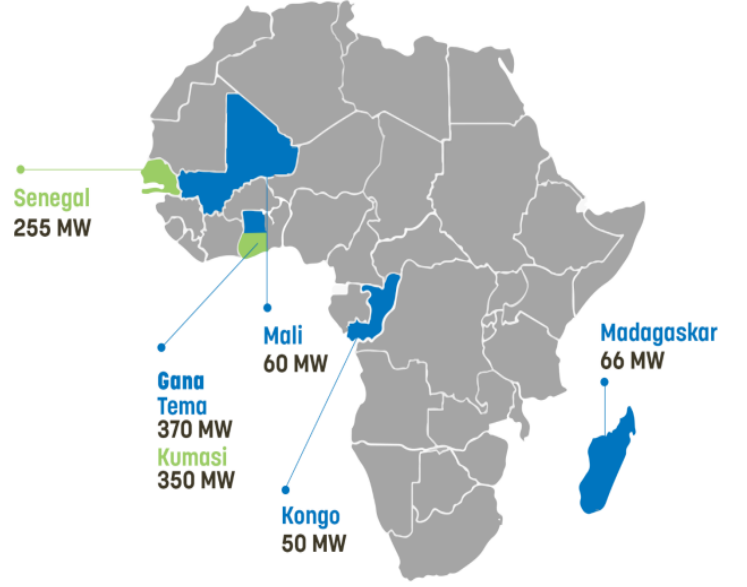 Senegal
255 MW
Mali
60 MW
Gana
Tema
370 MW
Kumasi
350 MW
Kongo
50 MW
Madagaskar
66 MW